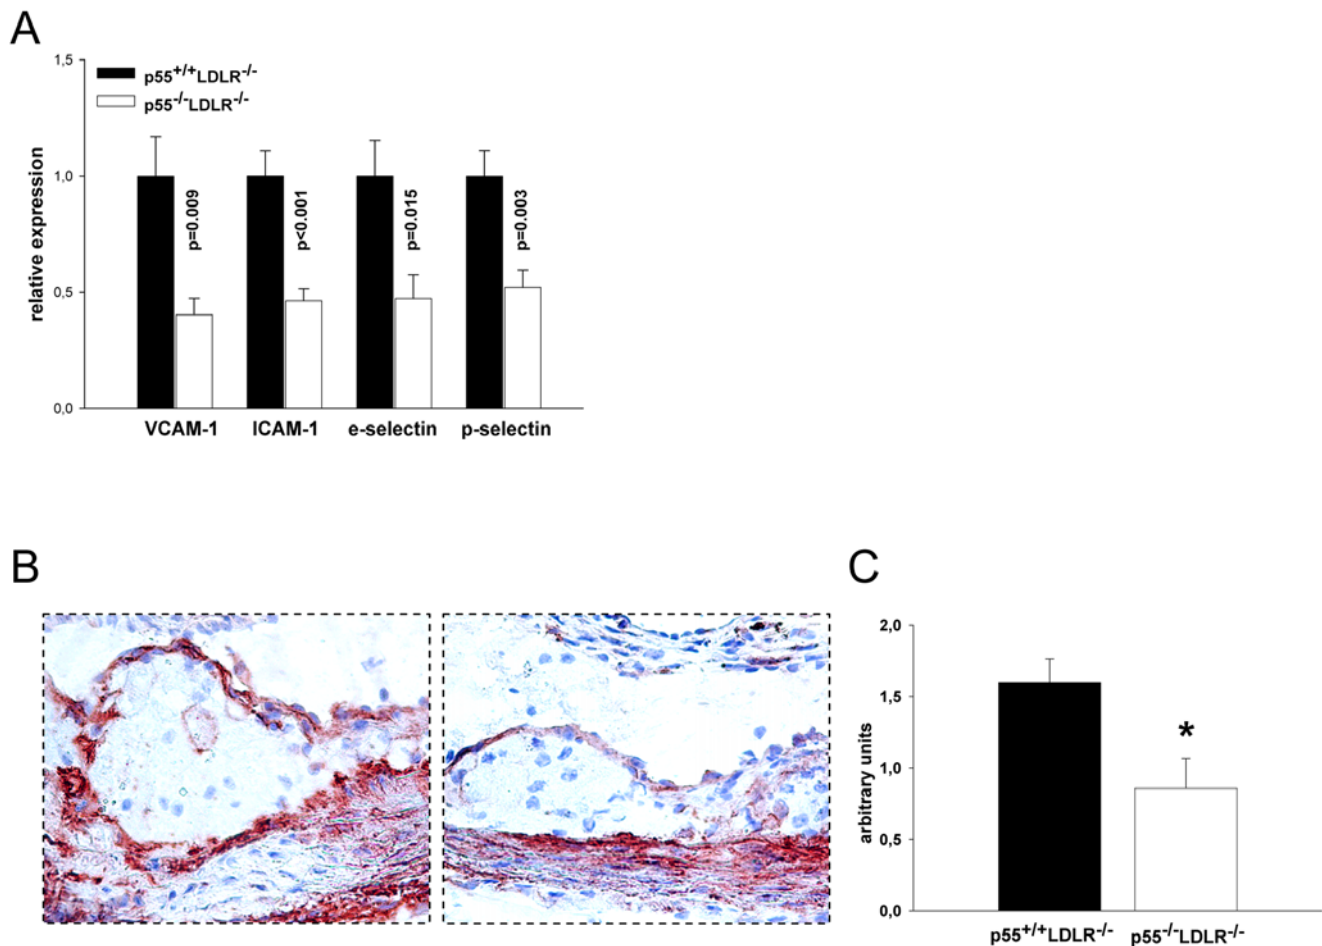 A
1,5
p55+/+LDLR-/-
p55-/-LDLR-/-
relative expression
1,0
p=0.009
p<0.001
p=0.015
p=0.003
0,5
0,0
VCAM-1 ICAM-1 e-selectin p-selectin
B
C
2,0
1,5
arbitrary units
*
1,0
0,5
0,0
p55+/+LDLR-/- p55-/-LDLR-/-